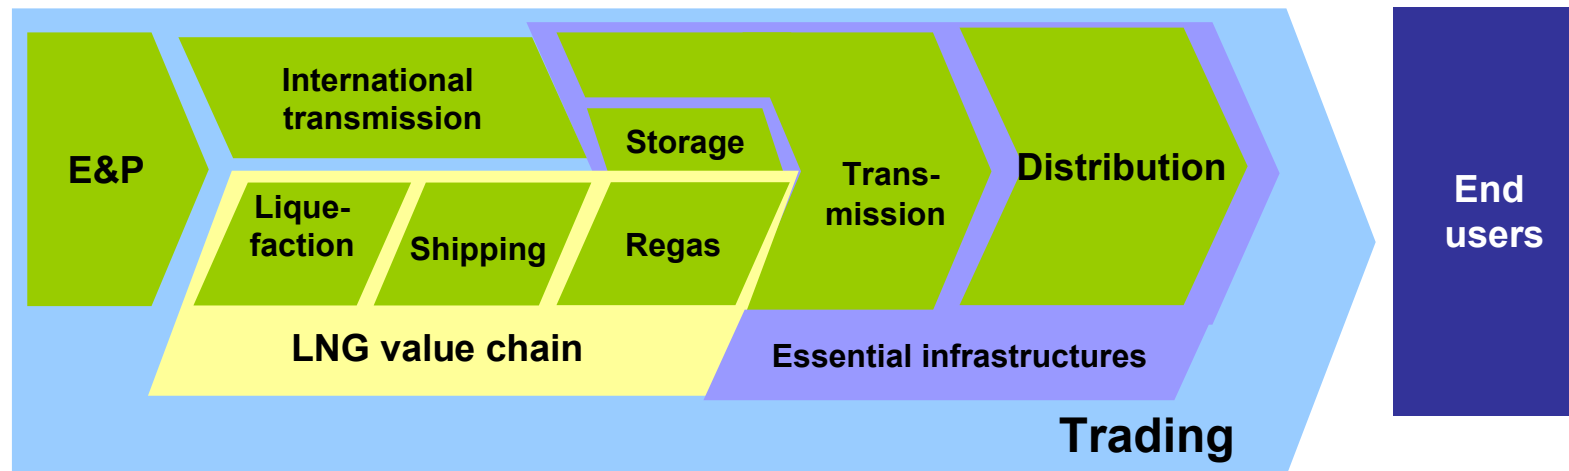 E&P
International
transmission
Lique-
faction
Shipping
Regas
LNG value chain
Storage
Trans-
mission
Distribution
Essential infrastructures
Trading
End
users